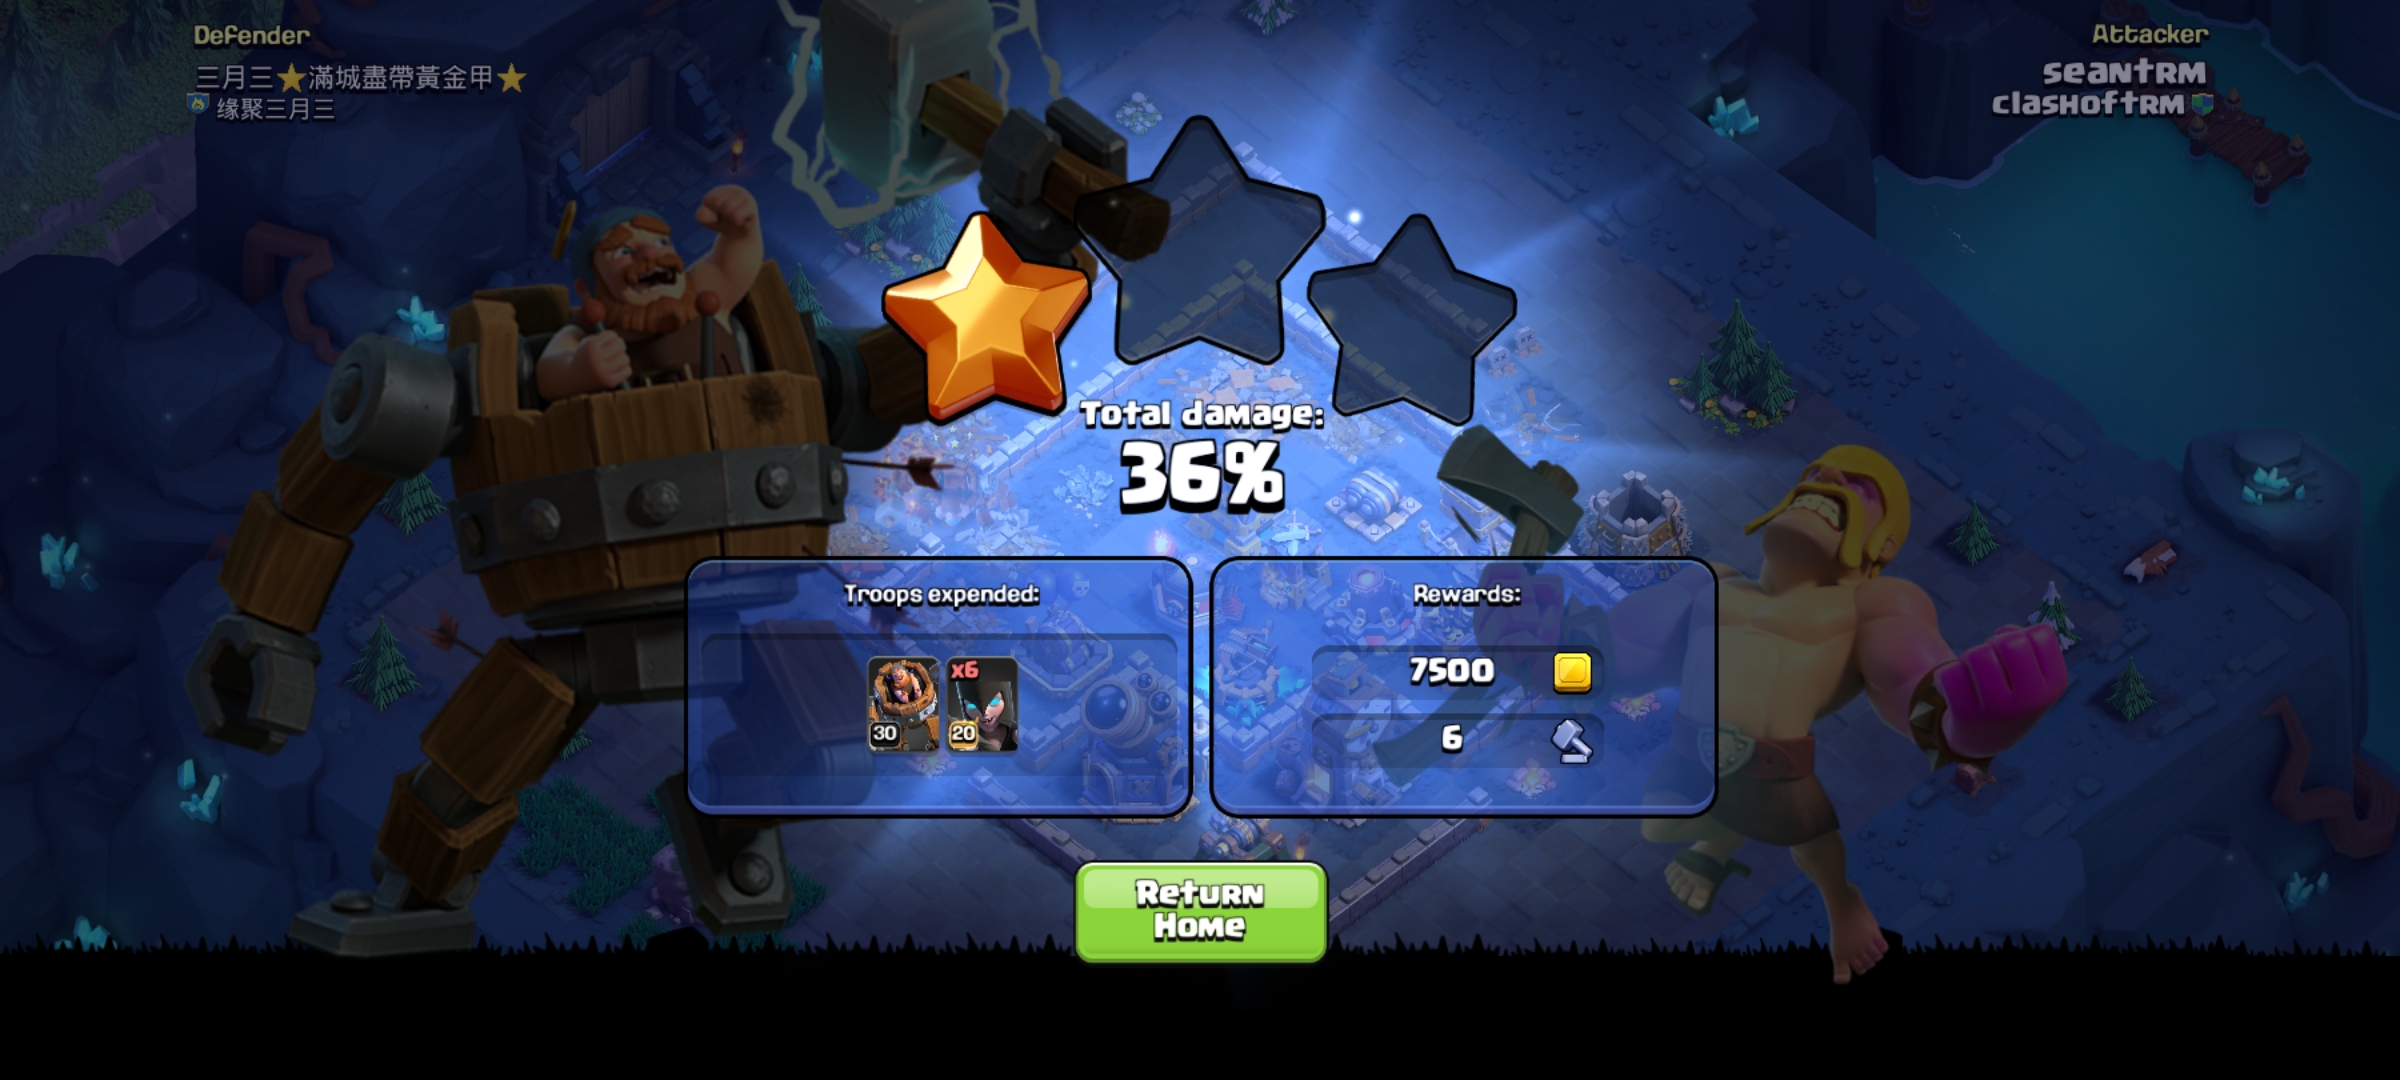 Defender
三月三⭐滿城盡帶黃金甲⭐
缘聚三月三
Attacker
seantRM
clashoftRM
Total damage:
36%
Troops expended:
30
x6
20
Rewards:
7500
6
Return
Home